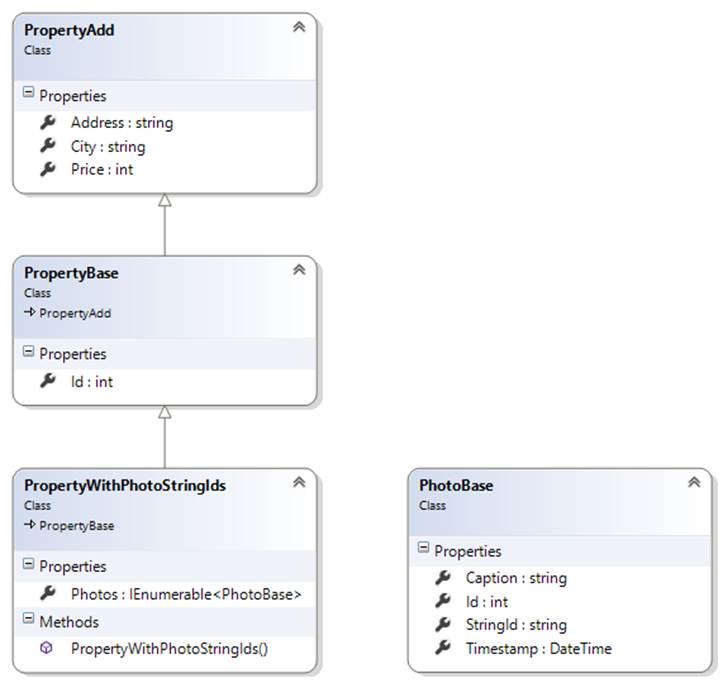 PropertyAdd
Class
Properties
Address : string
City : string
Price : int
PropertyBase
Class
PropertyAdd
Properties
Id : int
PropertyWithPhotoStringIds
Class
PropertyBase
Properties
Photos : IEnumerable<PhotoBase>
Methods
PropertyWithPhotoStringIds()
PhotoBase
Class
Properties
Caption : string
Id : int
StringId : string
Timestamp : DateTime